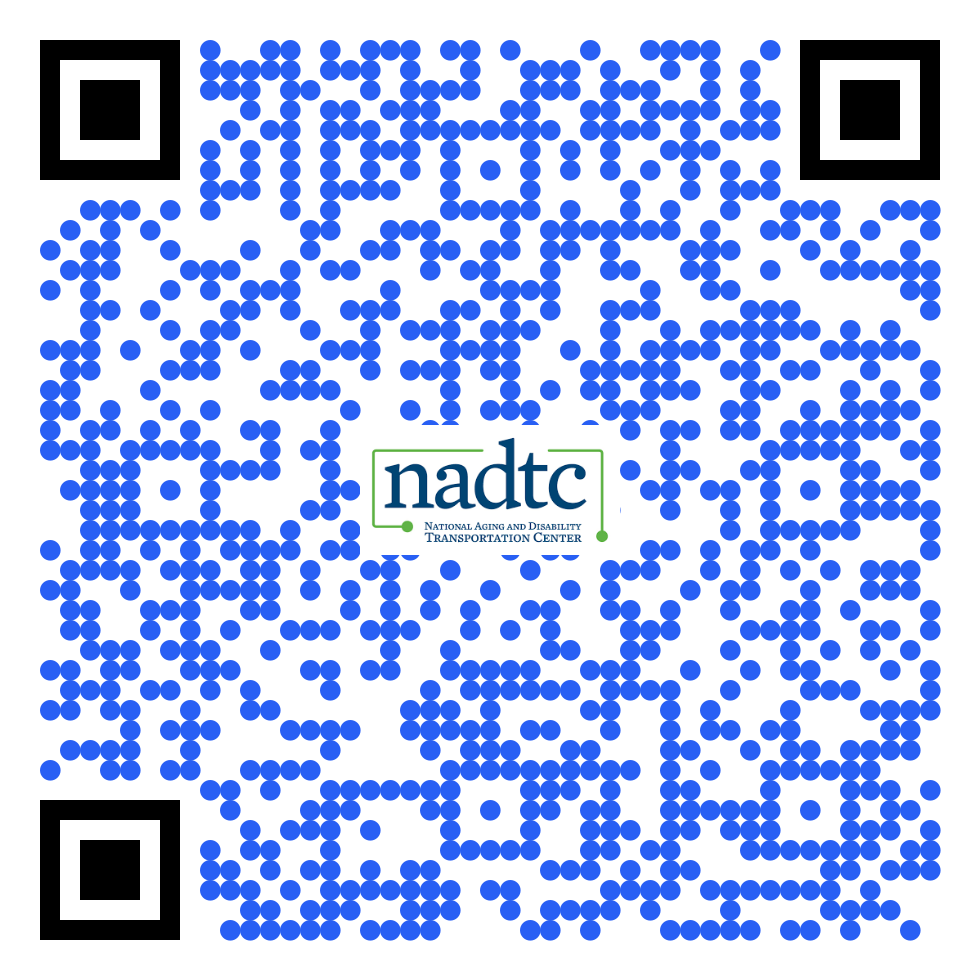 nadtc
National Aging and Disability
Transportation Center